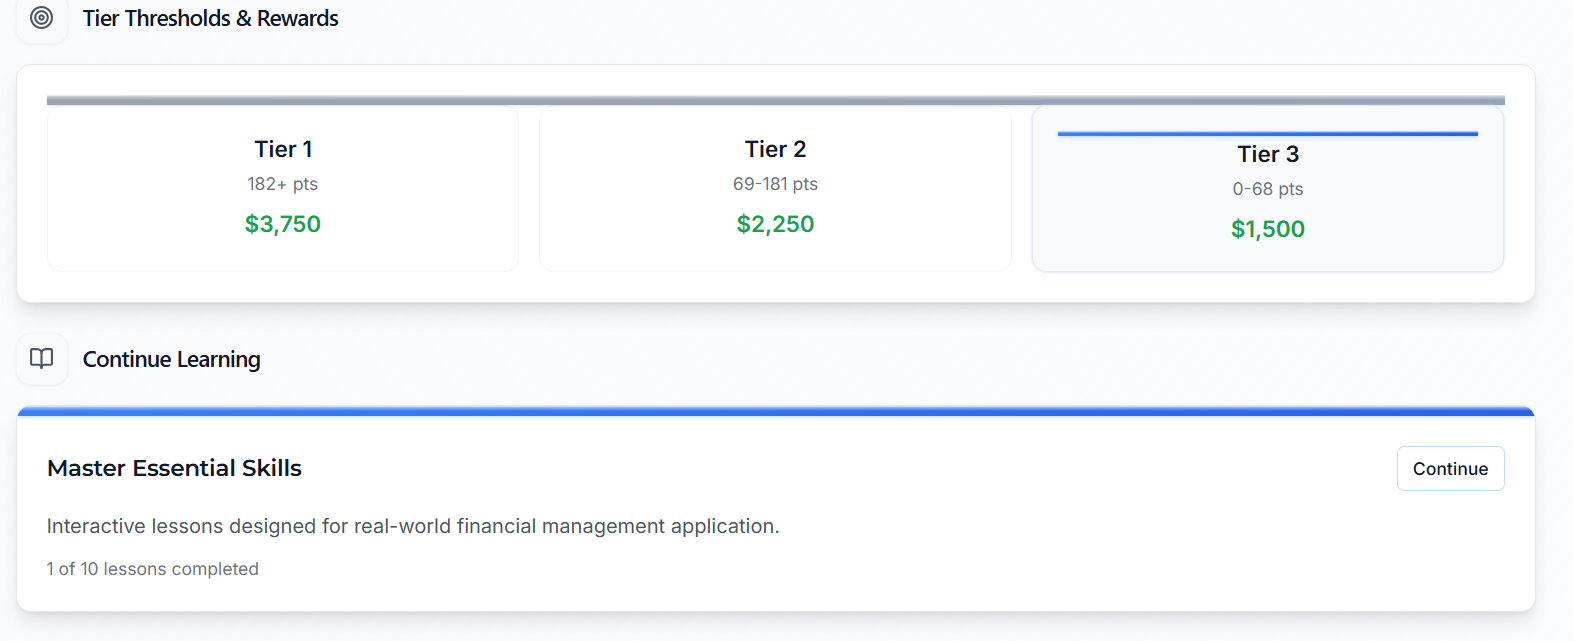 Tier Thresholds & Rewards
Tier 1
182+ pts
$3,750
Tier 2
69-181 pts
$2,250
Tier 3
0-68 pts
$1,500
Continue Learning
Master Essential Skills
Continue
Interactive lessons designed for real-world financial management application.
1 of 10 lessons completed